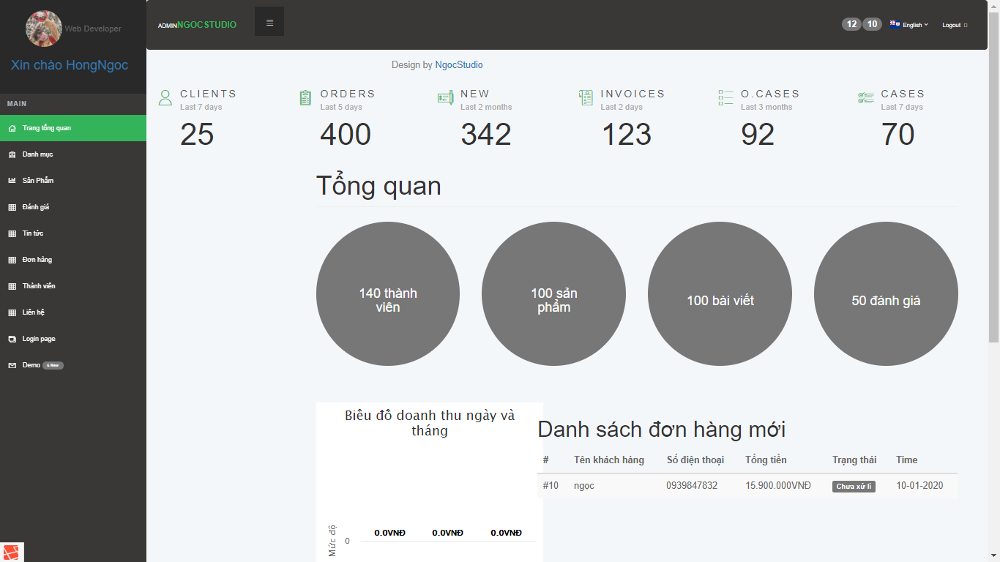 Web Developer
Xin chào HongNgoc
MAIN
Trang tổng quan
Danh mục
Sản Phẩm
Đánh giá
Tin tức
Đơn hàng
Thành viên
Liên hệ
Login page
Demo 6 New
ADMINNGOCSTUDIO
12 10 English Logout
Design by NgocStudio
CLIENTS
Last 7 days
25
ORDERS
Last 5 days
400
NEW
Last 2 months
342
INVOICES
Last 2 days
123
O.CASES
Last 3 months
92
CASES
Last 7 days
70
Tổng quan
140 thành
viên
100 sản
phẩm
100 bài viết
50 đánh giá
Biểu đồ doanh thu ngày và
tháng
Mức độ
0
0.0VNĐ 0.0VNĐ 0.0VNĐ
Danh sách đơn hàng mới
# Tên khách hàng Số điện thoại Tổng tiền Trạng thái Time
#10 ngọc 0939847832 15.900.000VNĐ Chưa xử lí 10-01-2020